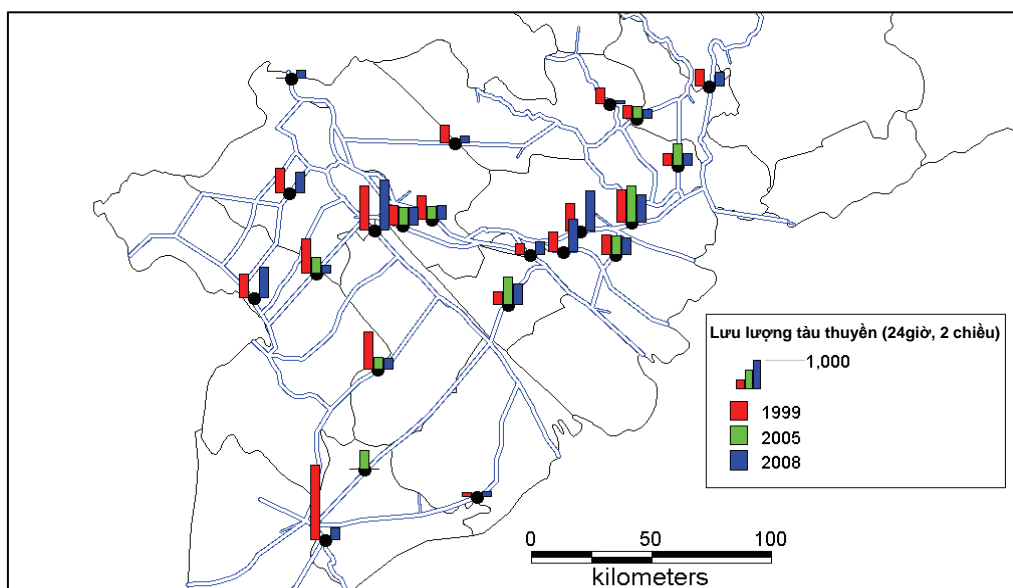 Lưu lượng tàu thuyền (24giờ, 2 chiều)
1,000
1999
2005
2008
0 50 100
kilometers